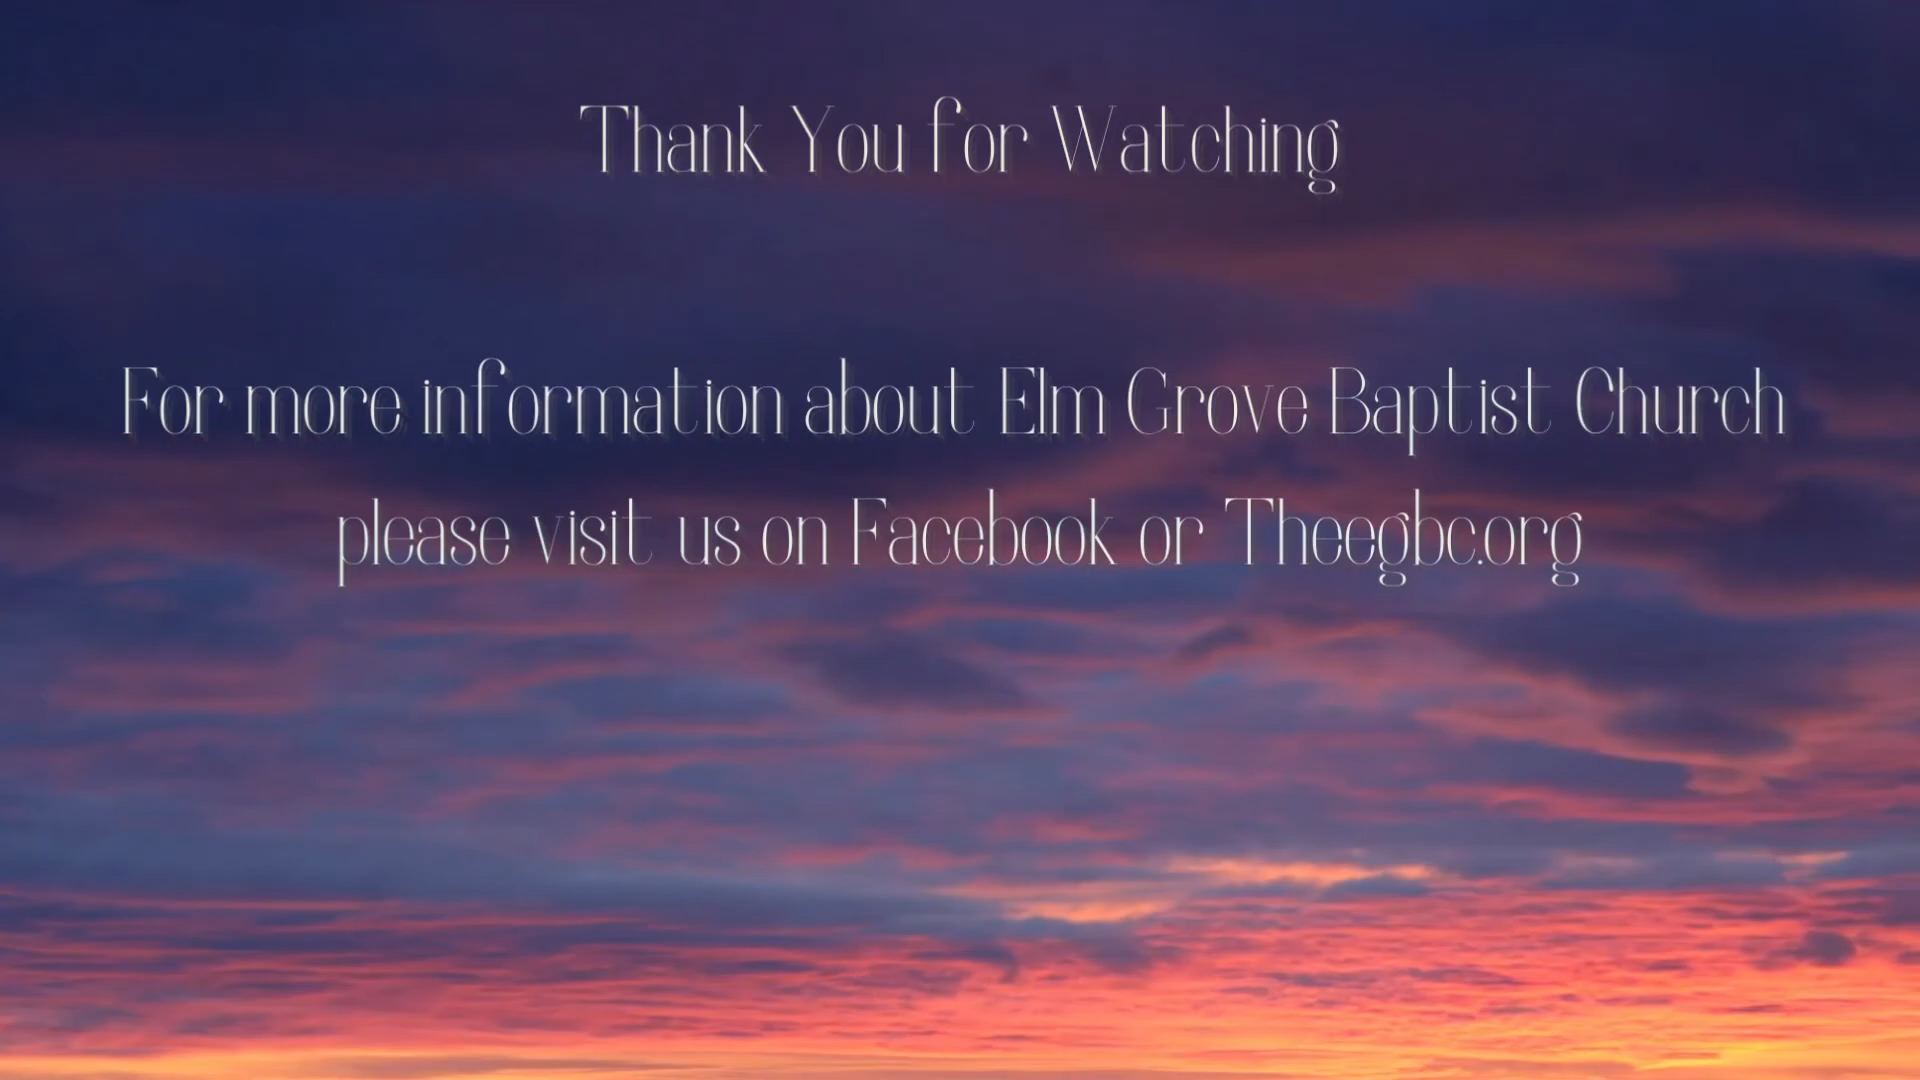 Thank You for Watching
For more information about Elm Grove Baptist Church
please visit us on Facebook or Theegbc.org